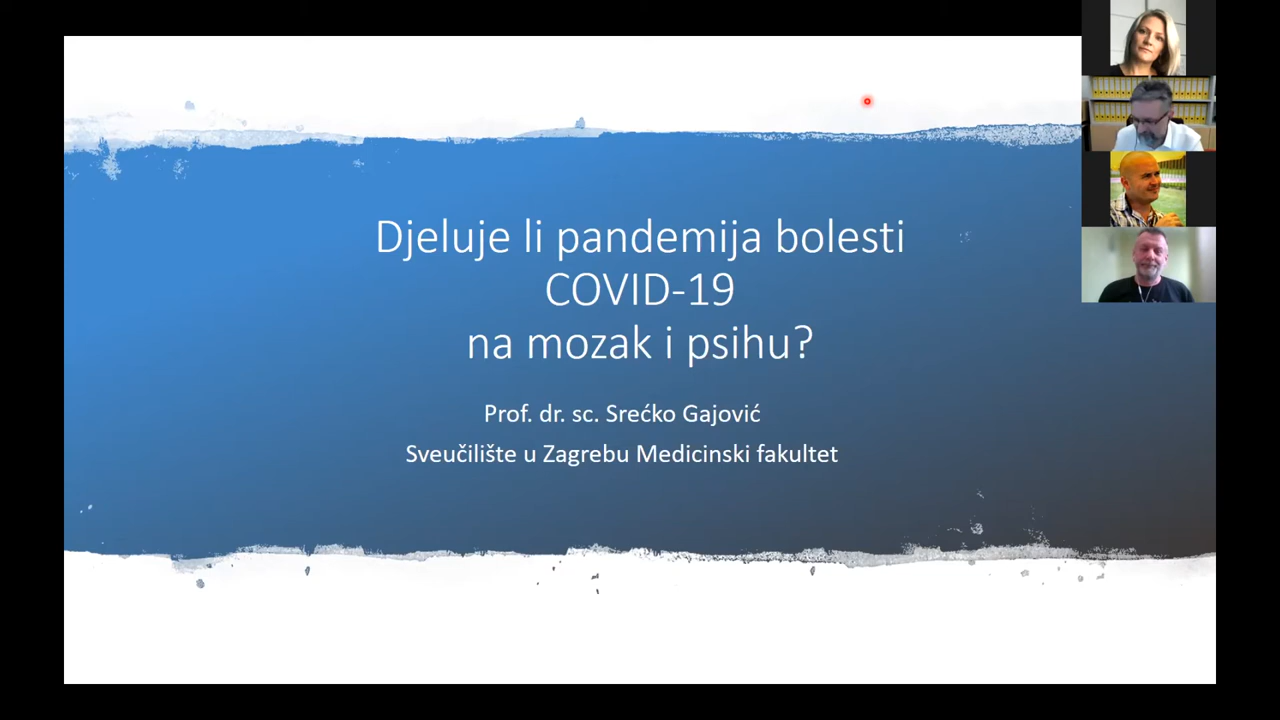 Djeluje li pandemija bolesti
COVID-19
na mozak i psihu?
Prof. dr. sc. Srećko Gajović
Sveučilište u Zagrebu Medicinski fakultet